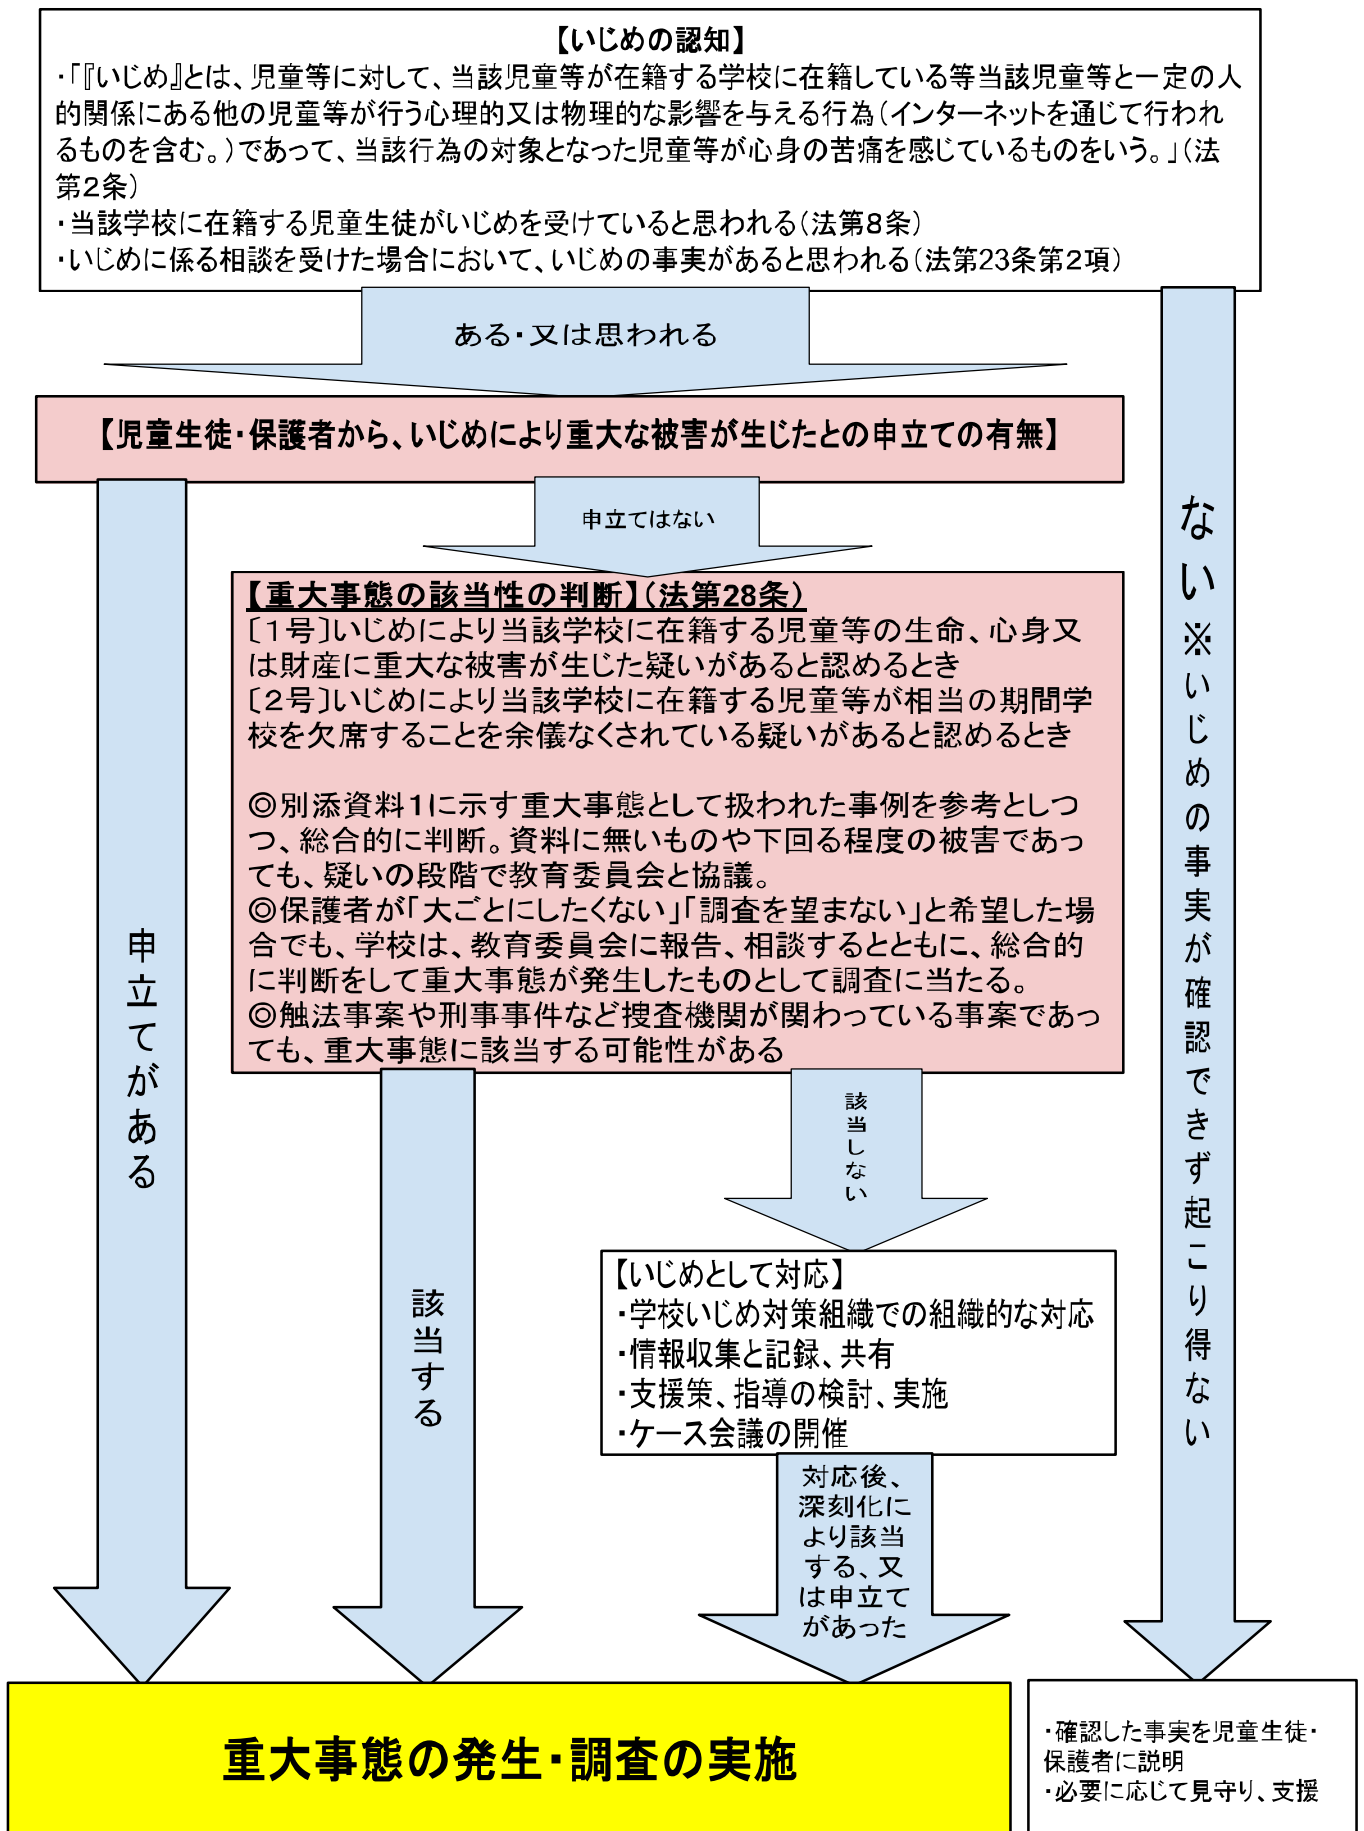 【いじめの認知】
・「『いじめ』とは、児童等に対して、当該児童等が在籍する学校に在籍している等当該児童等と一定の人
的関係にある他の児童等が行う心理的又は物理的な影響を与える行為（インターネットを通じて行われ
るものを含む。）であって、当該行為の対象となった児童等が心身の苦痛を感じているものをいう。」（法
第２条）
・当該学校に在籍する児童生徒がいじめを受けていると思われる（法第８条）
・いじめに係る相談を受けた場合において、いじめの事実があると思われる（法第23条第２項）
ある・又は思われる
【児童生徒・保護者から、いじめにより重大な被害が生じたとの申立ての有無】
申立てはない
【重大事態の該当性の判断】（法第28条）
〔１号〕いじめにより当該学校に在籍する児童等の生命、心身又
は財産に重大な被害が生じた疑いがあると認めるとき
〔２号〕いじめにより当該学校に在籍する児童等が相当の期間学
校を欠席することを余儀なくされている疑いがあると認めるとき
◎別添資料1に示す重大事態として扱われた事例を参考としつ
つ、総合的に判断。資料に無いものや下回る程度の被害であっ
ても、疑いの段階で教育委員会と協議。
◎保護者が「大ごとにしたくない」「調査を望まない」と希望した場
合でも、学校は、教育委員会に報告、相談するとともに、総合的
に判断をして重大事態が発生したものとして調査に当たる。
◎触法事案や刑事事件など捜査機関が関わっている事案であっ
ても、重大事態に該当する可能性がある
申立てがある
該当する
該当しない
【いじめとして対応】
・学校いじめ対策組織での組織的な対応
・情報収集と記録、共有
・支援策、指導の検討、実施
・ケース会議の開催
対応後、
深刻化に
より該当
する、又
は申立て
があった
ない※いじめの事実が確認できず起こり得ない
重大事態の発生・調査の実施
・確認した事実を児童生徒・
保護者に説明
・必要に応じて見守り、支援